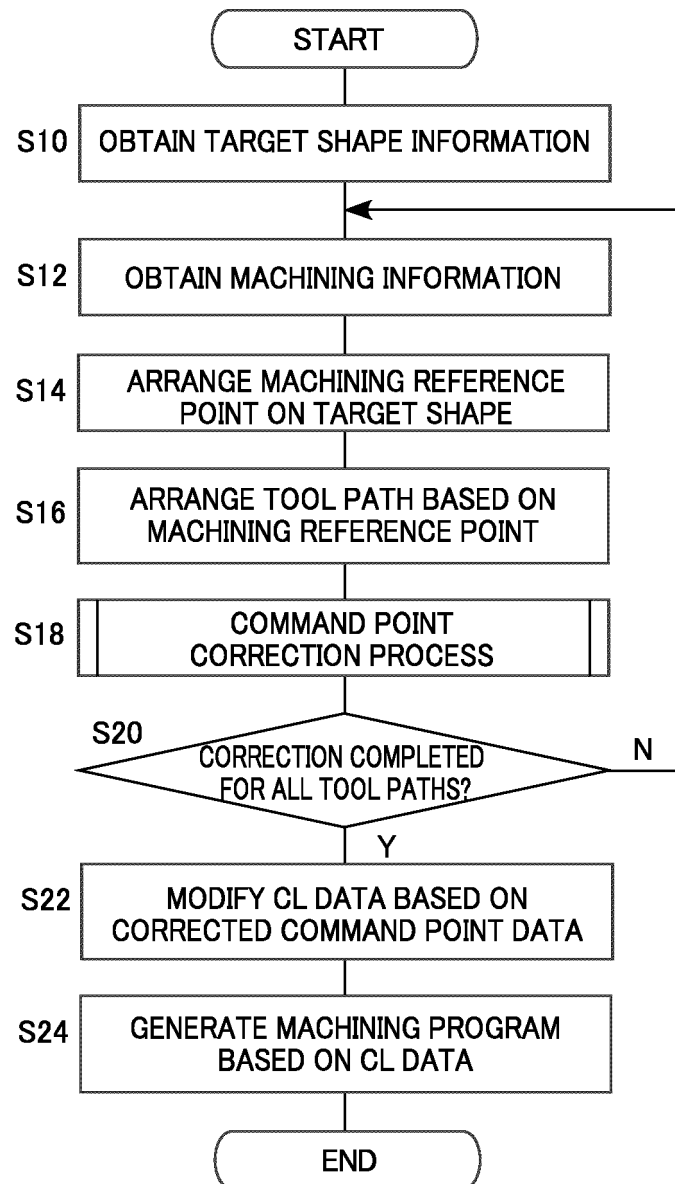 START
S10
OBTAIN TARGET SHAPE INFORMATION
S12
OBTAIN MACHINING INFORMATION
S14
ARRANGE MACHINING REFERENCE
POINT ON TARGET SHAPE
S16
ARRANGE TOOL PATH BASED ON
MACHINING REFERENCE POINT
S18
COMMAND POINT
CORRECTION PROCESS
S20
CORRECTION COMPLETED
FOR ALL TOOL PATHS?
N
Y
S22
MODIFY CL DATA BASED ON
CORRECTED COMMAND POINT DATA
S24
GENERATE MACHINING PROGRAM
BASED ON CL DATA
END